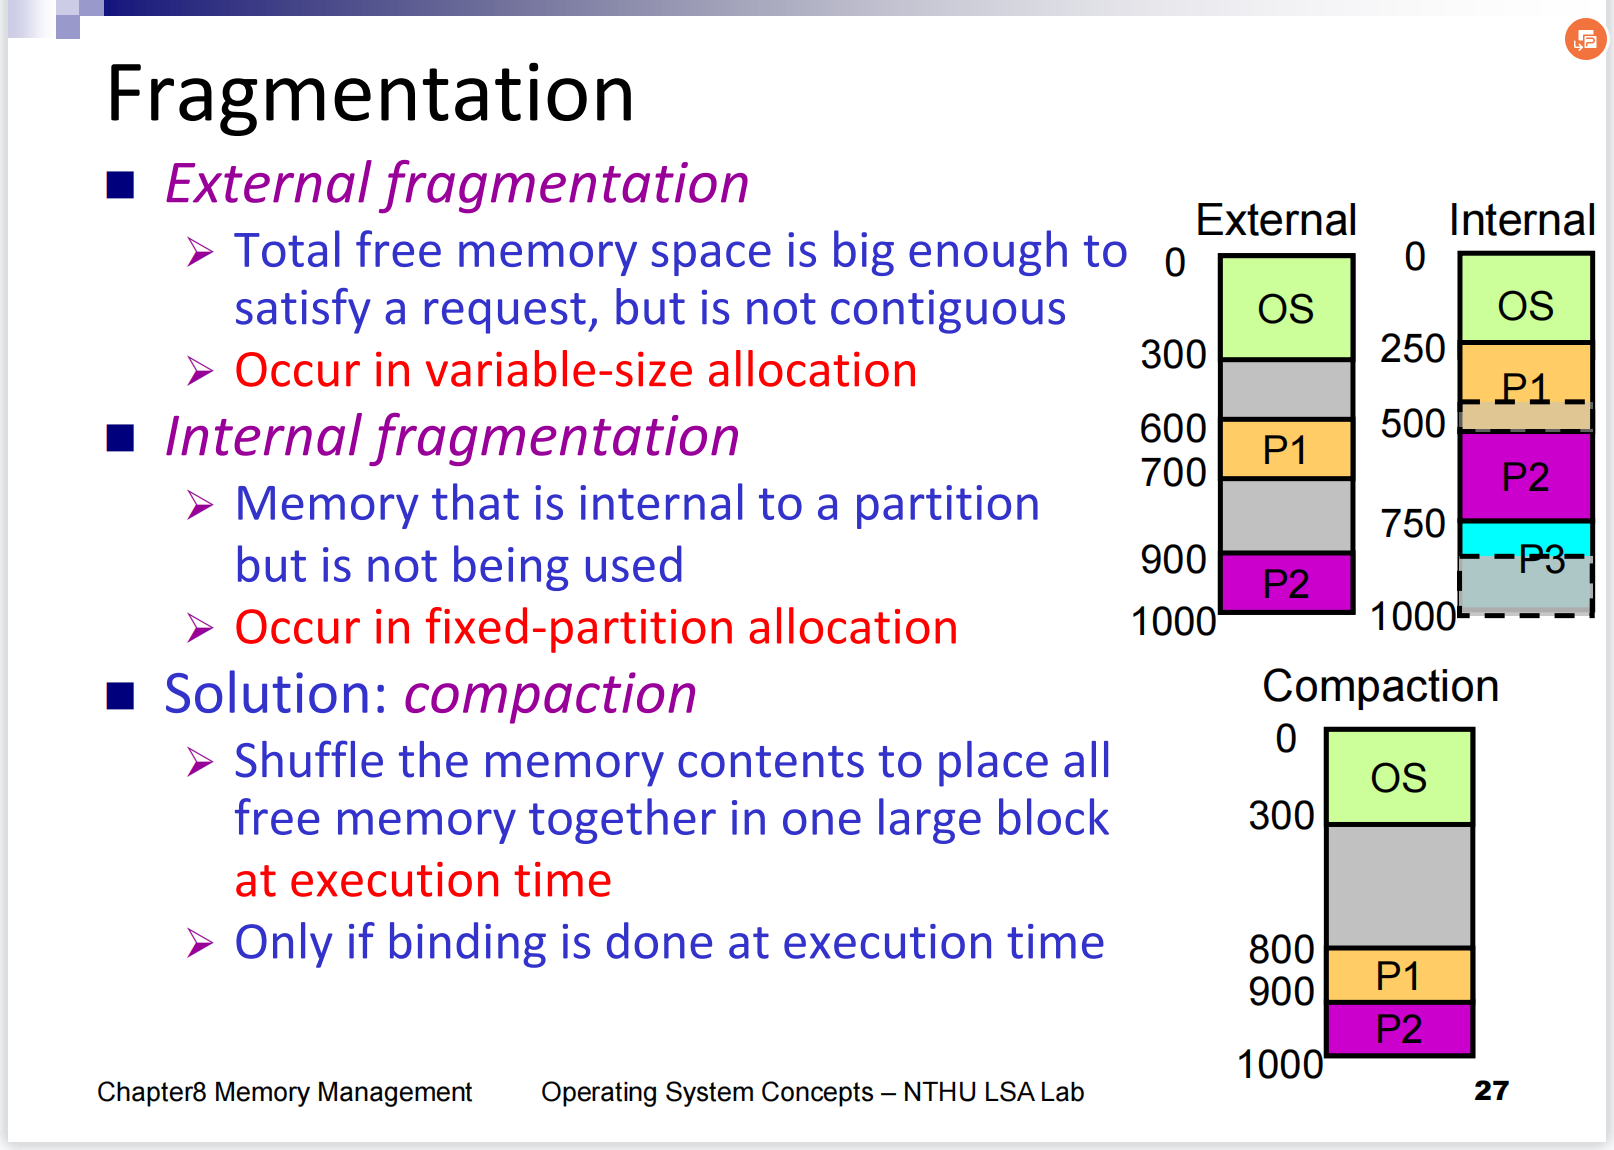 Fragmentation
External fragmentation
Total free memory space is big enough to
satisfy a request, but is not contiguous
Occur in variable-size allocation
Internal fragmentation
Memory that is internal to a partition
but is not being used
Occur in fixed-partition allocation
Solution: compaction
Shuffle the memory contents to place all
free memory together in one large block
at execution time
Only if binding is done at execution time
External
0
OS
300
600
P1
700
900
P2
1000
Internal
0
OS
250
P1
500
P2
750
P3
1000
Compaction
0
OS
300
800
P1
900
P2
1000
Chapter8 Memory Management
Operating System Concepts – NTHU LSA Lab
27